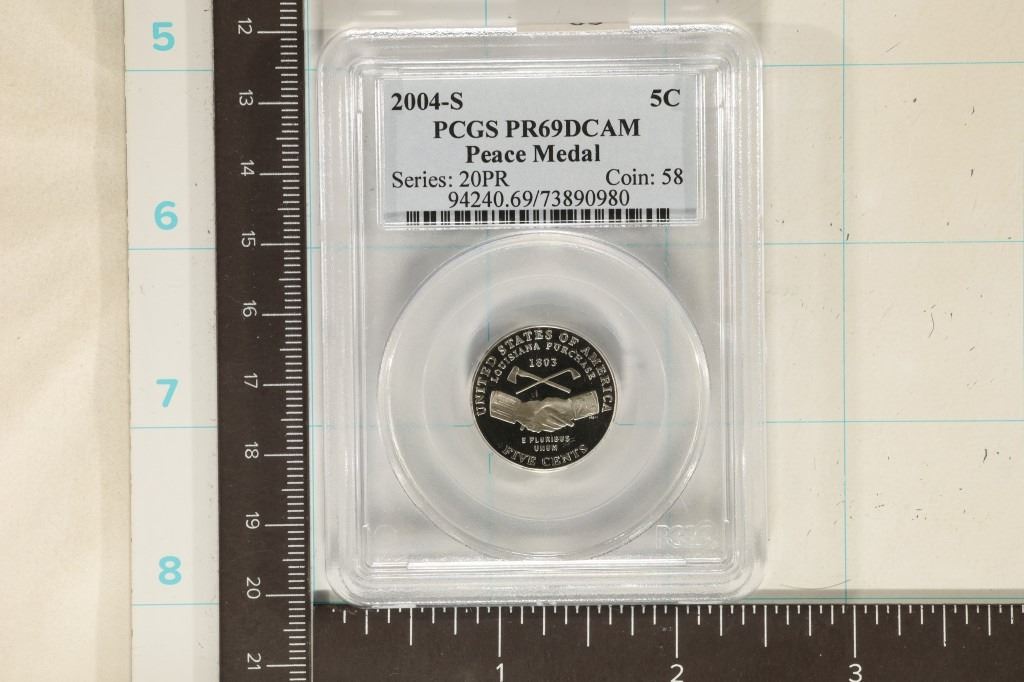 2004-S 5C
PCGS PR69DCAM
Peace Medal
Series: 20PR Coin: 58
94240.69/73890980
UNITED STATES OF AMERICA
LOUISIANA PURCHASE
1803
E PLURIBUS
UNUM
FIVE CENTS
PCGS
5
6
7
8
12
13
14
15
16
17
18
19
20
21
1 2 3